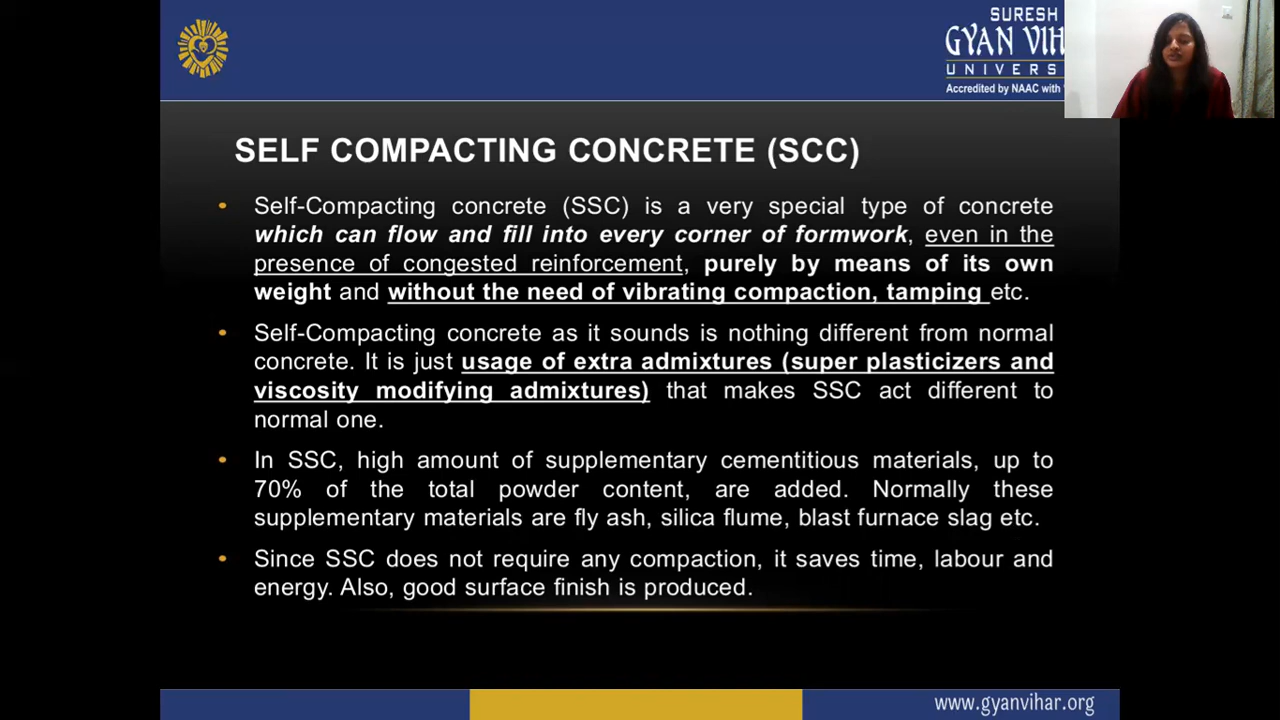 SURESH
GYAN VIH
UNIVERS
Accredited by NAAC with
SELF COMPACTING CONCRETE (SCC)
• Self-Compacting concrete (SSC) is a very special type of concrete
which can flow and fill into every corner of formwork, even in the
presence of congested reinforcement, purely by means of its own
weight and without the need of vibrating compaction, tamping etc.
• Self-Compacting concrete as it sounds is nothing different from normal
concrete. It is just usage of extra admixtures (super plasticizers and
viscosity modifying admixtures) that makes SSC act different to
normal one.
• In SSC, high amount of supplementary cementitious materials, up to
70% of the total powder content, are added. Normally these
supplementary materials are fly ash, silica flume, blast furnace slag etc.
• Since SSC does not require any compaction, it saves time, labour and
energy. Also, good surface finish is produced.
www.gyanvihar.org